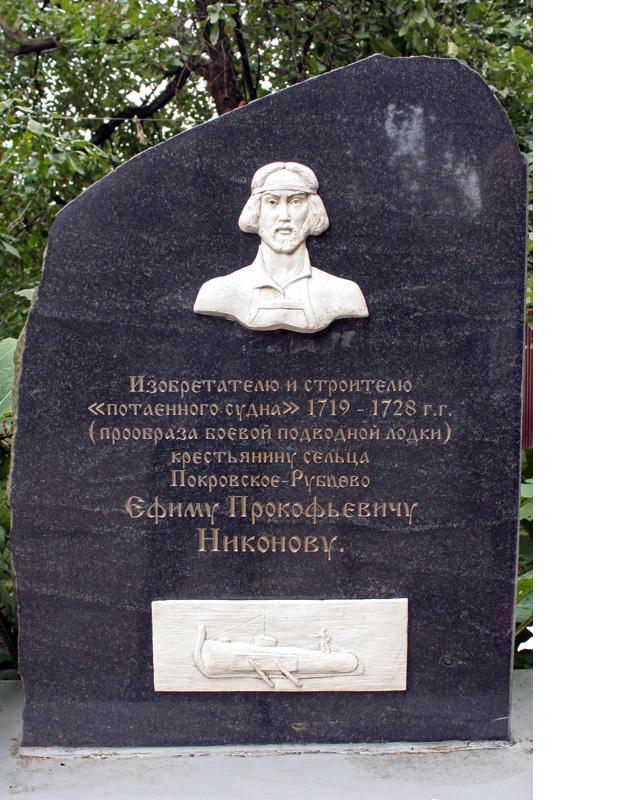 Изобретателю и строителю
«потаенного судна» 1719 - 1728 г.г.
(прообраза боевой подводной лодки)
крестьянину сельца
Покровское-Рубцово
Ефиму Прокофьевичу
Никонову.